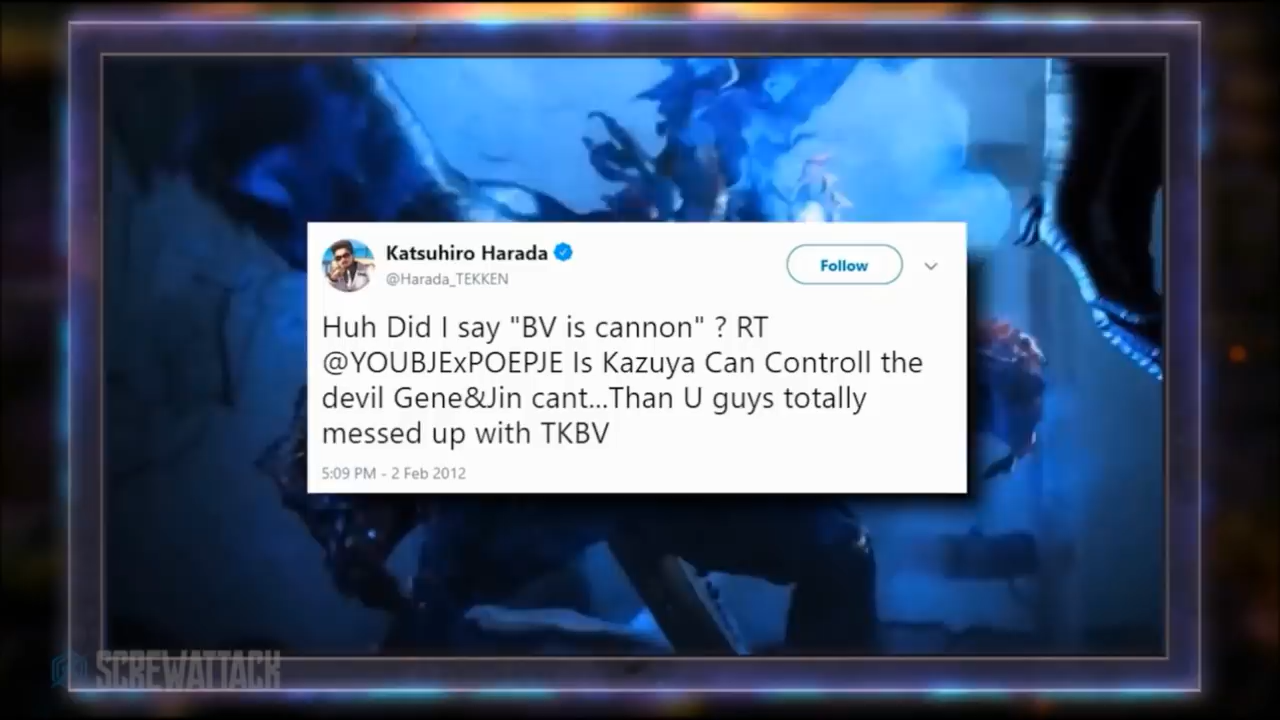 Katsuhiro Harada
@Harada_TEKKEN
Follow
Huh Did I say "BV is cannon" ? RT
@YOUBJExPOEPJE Is Kazuya Can Controll the
devil Gene&Jin cant...Than U guys totally
messed up with TKBV
5:09 PM - 2 Feb 2012
SCREWATTACK